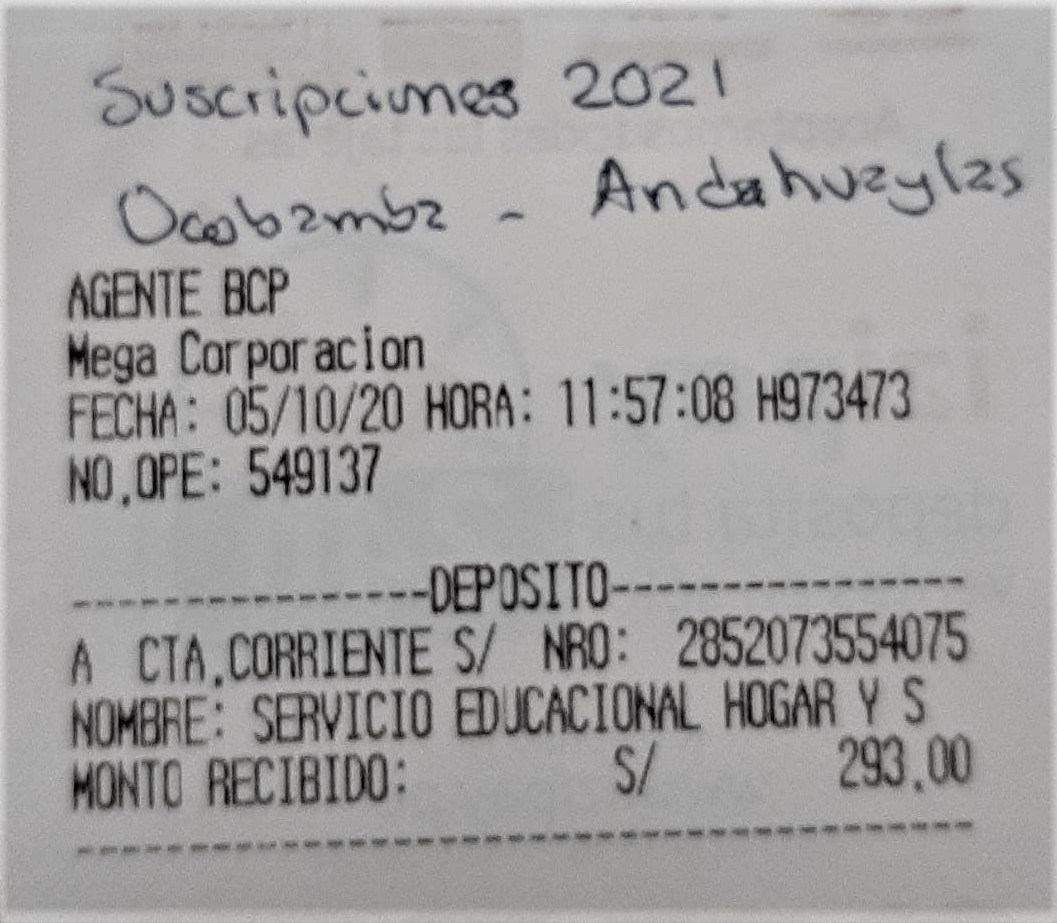 Suscripciones 2021
Ocobamba - Andahuaylas
AGENTE BCP
Mega Corporacion
FECHA: 05/10/20 HORA: 11:57:08 H973473
NO.OPE: 549137
----------------DEPOSITO----------------
A CTA.CORRIENTE S/ NRO: 2852073554075
NOMBRE: SERVICIO EDUCACIONAL HOGAR Y S
MONTO RECIBIDO: S/ 293.00
----------------------------------------